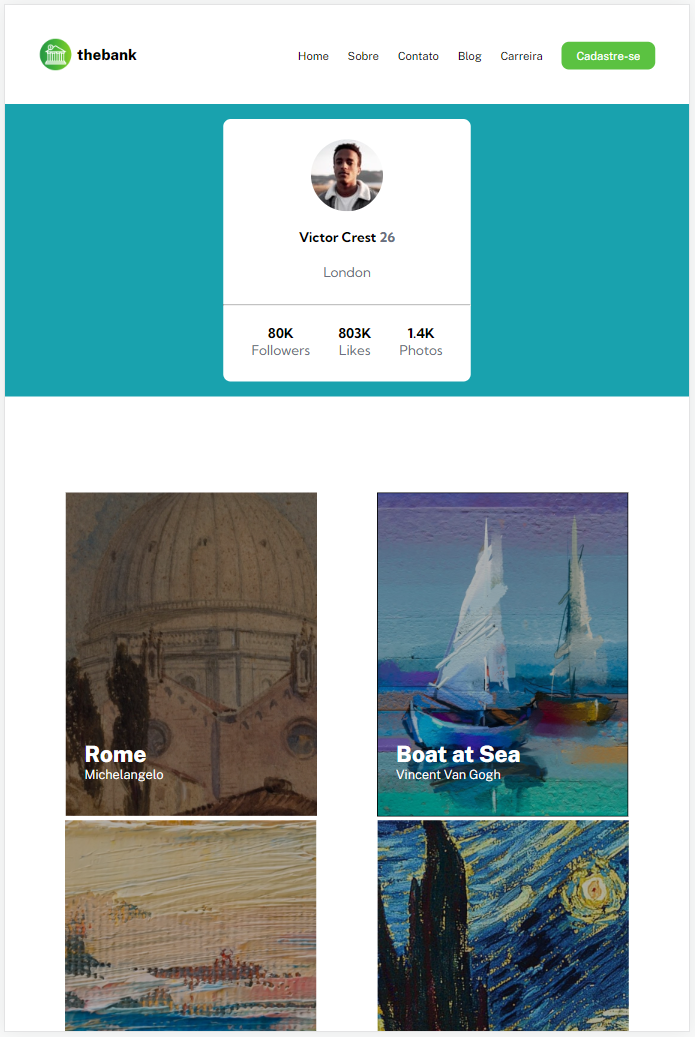 thebank
Home Sobre Contato Blog Carreira Cadastre-se
Victor Crest 26
London
80K 803K 1.4K
Followers Likes Photos
Rome
Michelangelo
Boat at Sea
Vincent Van Gogh